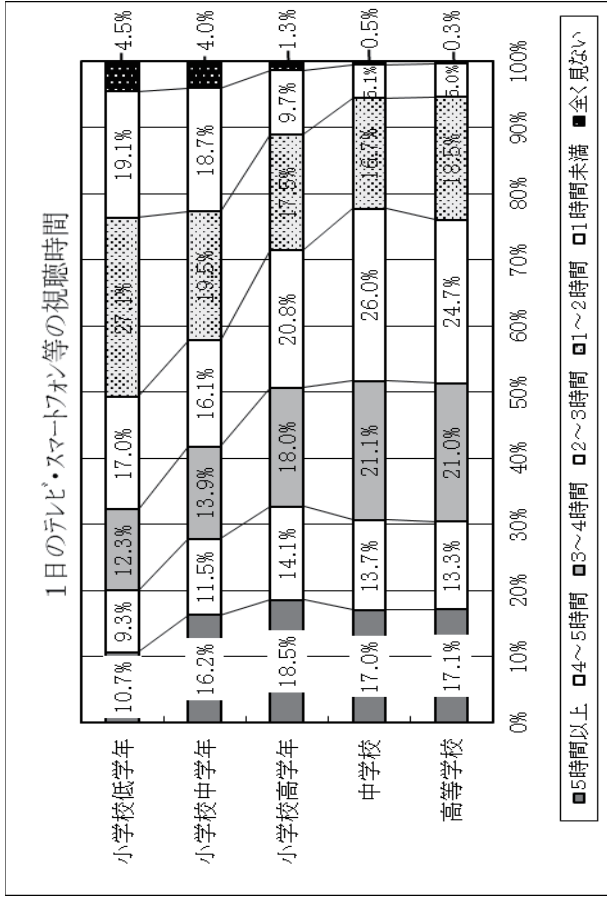 1日のテレビ・スマートフォン等の視聴時間
小学校低学年 10.7% 9.3% 12.3% 17.0% 27.1% 19.1% 4.5%
小学校中学年 16.2% 11.5% 13.9% 16.1% 19.5% 18.7% 4.0%
小学校高学年 18.5% 14.1% 18.0% 20.8% 17.5% 9.7% 1.3%
中学校 17.0% 13.7% 21.1% 26.0% 16.7% 5.1% 0.5%
高等学校 17.1% 13.3% 21.0% 24.7% 18.5% 5.0% 0.3%
0% 10% 20% 30% 40% 50% 60% 70% 80% 90% 100%
■5時間以上 □4～5時間 ■3～4時間 □2～3時間 □1～2時間 □1時間未満 ■全く見ない